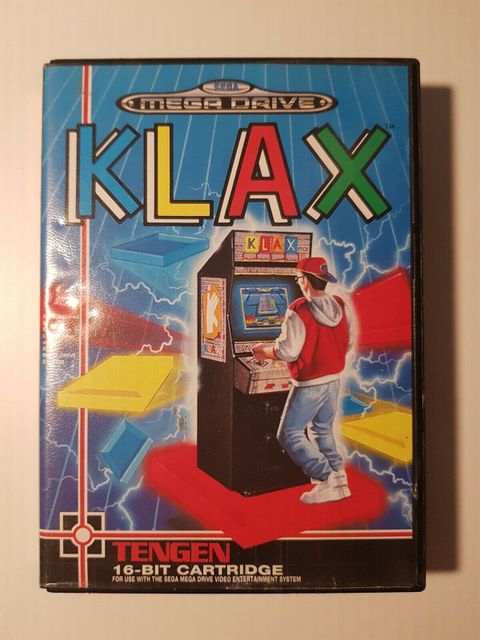 SEGA
MEGA DRIVE
KLAX
TM
KLAX
K
TENGEN
16-BIT CARTRIDGE
FOR USE WITH THE SEGA MEGA DRIVE VIDEO ENTERTAINMENT SYSTEM